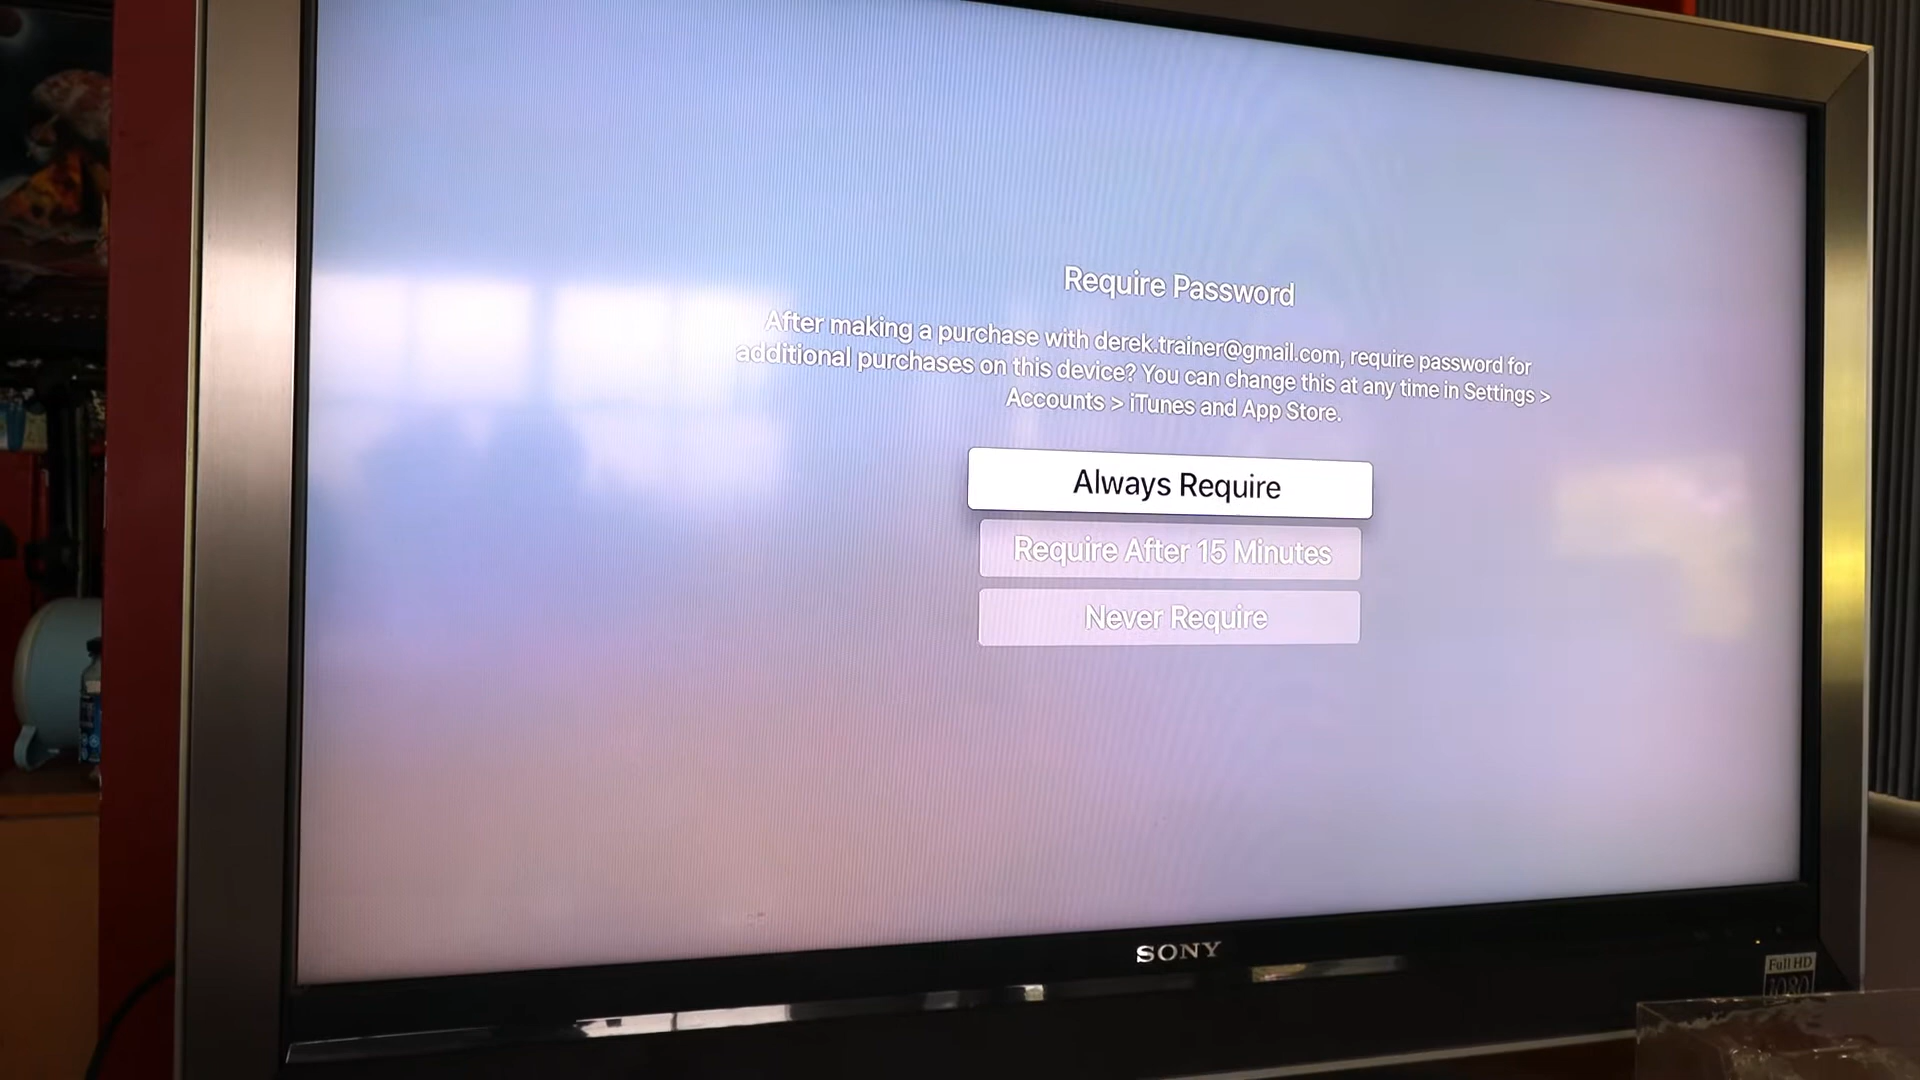 Require Password
After making a purchase with derek.trainer@gmail.com, require password for
additional purchases on this device? You can change this at any time in Settings >
Accounts > iTunes and App Store.
Always Require
Require After 15 Minutes
Never Require
SONY
Full HD
1080